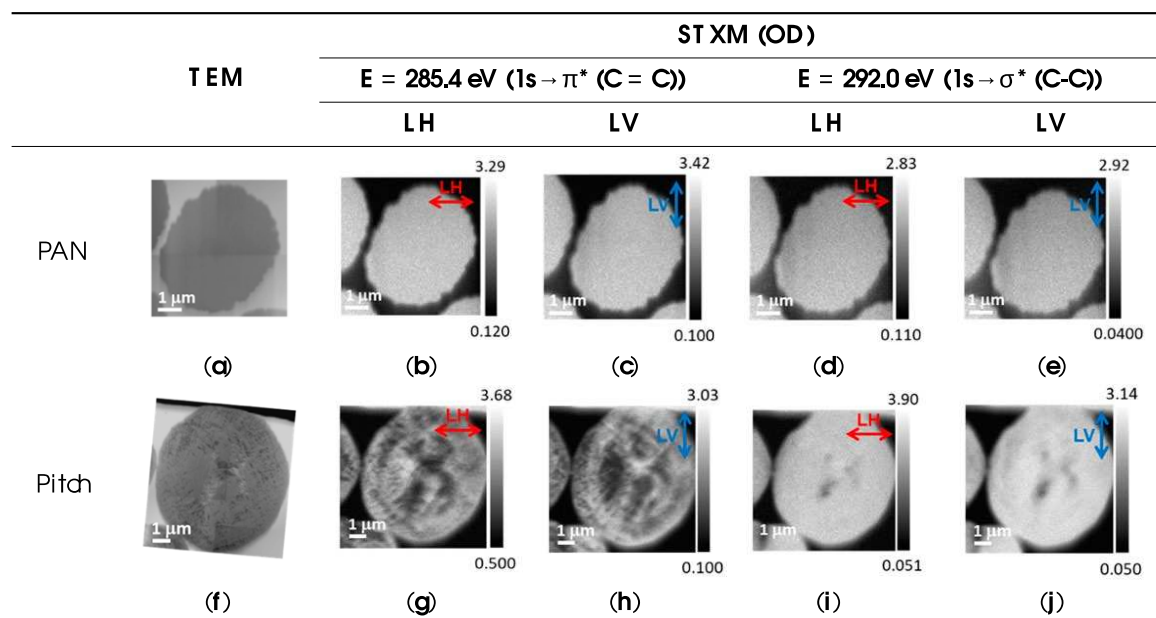 STXM (OD)
TEM
E = 285.4 eV (1s→π* (C = C))
E = 292.0 eV (1s→σ* (C-C))
LH
LV
LH
LV
PAN
1 μm
3.29
LH
1 μm
0.120
3.42
LV
1 μm
0.100
2.83
LH
1 μm
0.110
2.92
LV
1 μm
0.0400
(a)
(b)
(c)
(d)
(e)
Pitch
1 μm
3.68
LH
1 μm
0.500
3.03
LV
1 μm
0.100
3.90
LH
1 μm
0.051
3.14
LV
1 μm
0.050
(f)
(g)
(h)
(i)
(j)